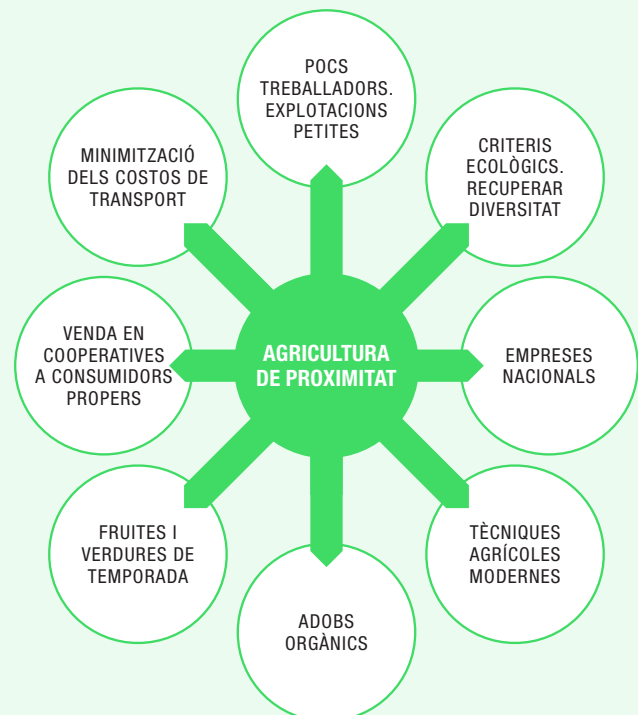 POCS
TREBALLADORS.
EXPLOTACIONS
PETITES
MINIMITZACIÓ
DELS COSTOS DE
TRANSPORT
CRITERIS
ECOLÒGICS.
RECUPERAR
DIVERSITAT
VENDA EN
COOPERATIVES
A CONSUMIDORS
PROPERS
AGRICULTURA
DE PROXIMITAT
EMPRESES
NACIONALS
FRUITES I
VERDURES DE
TEMPORADA
TÈCNIQUES
AGRÍCOLES
MODERNES
ADOBS
ORGÀNICS